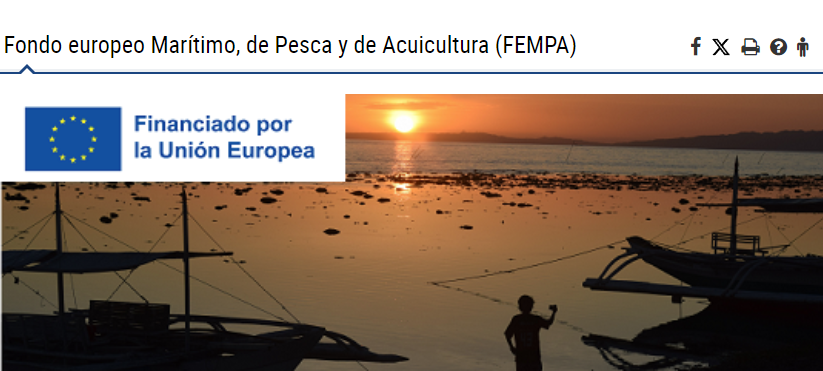 Fondo europeo Marítimo, de Pesca y de Acuicultura (FEMPA)
Financiado por
la Unión Europea